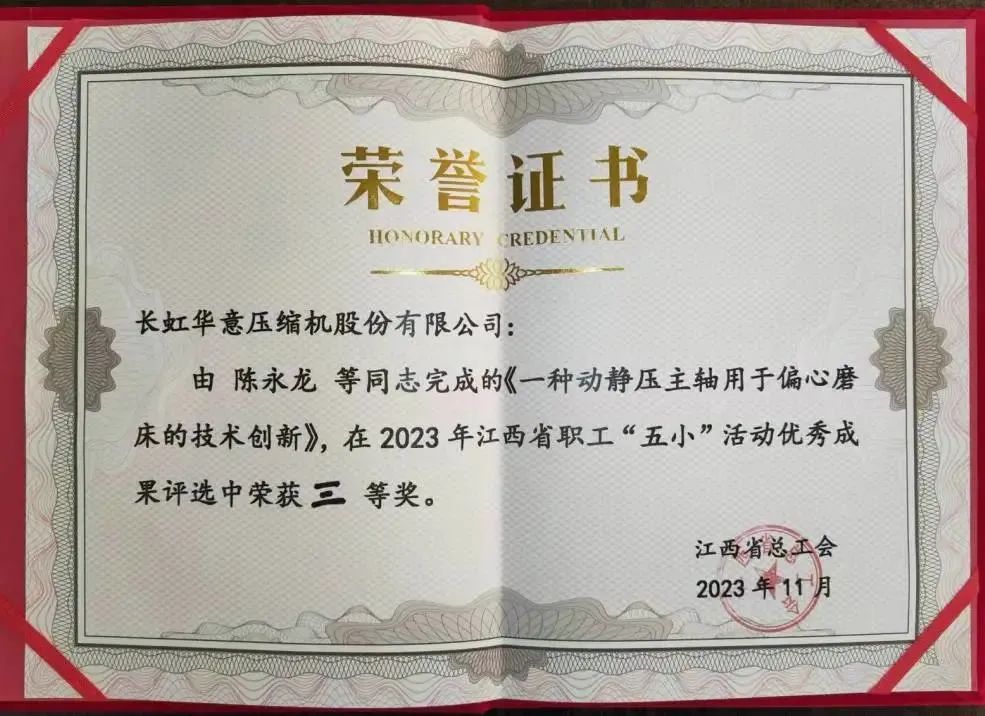 荣誉证书
HONORARY CREDENTIAL
长虹华意压缩机股份有限公司:
由 陈永龙 等同志完成的《一种动静压主轴用于偏心磨
床的技术创新》,在2023年江西省职工“五小”活动优秀成
果评选中荣获 三 等奖。
江西省总工会
2023年11月